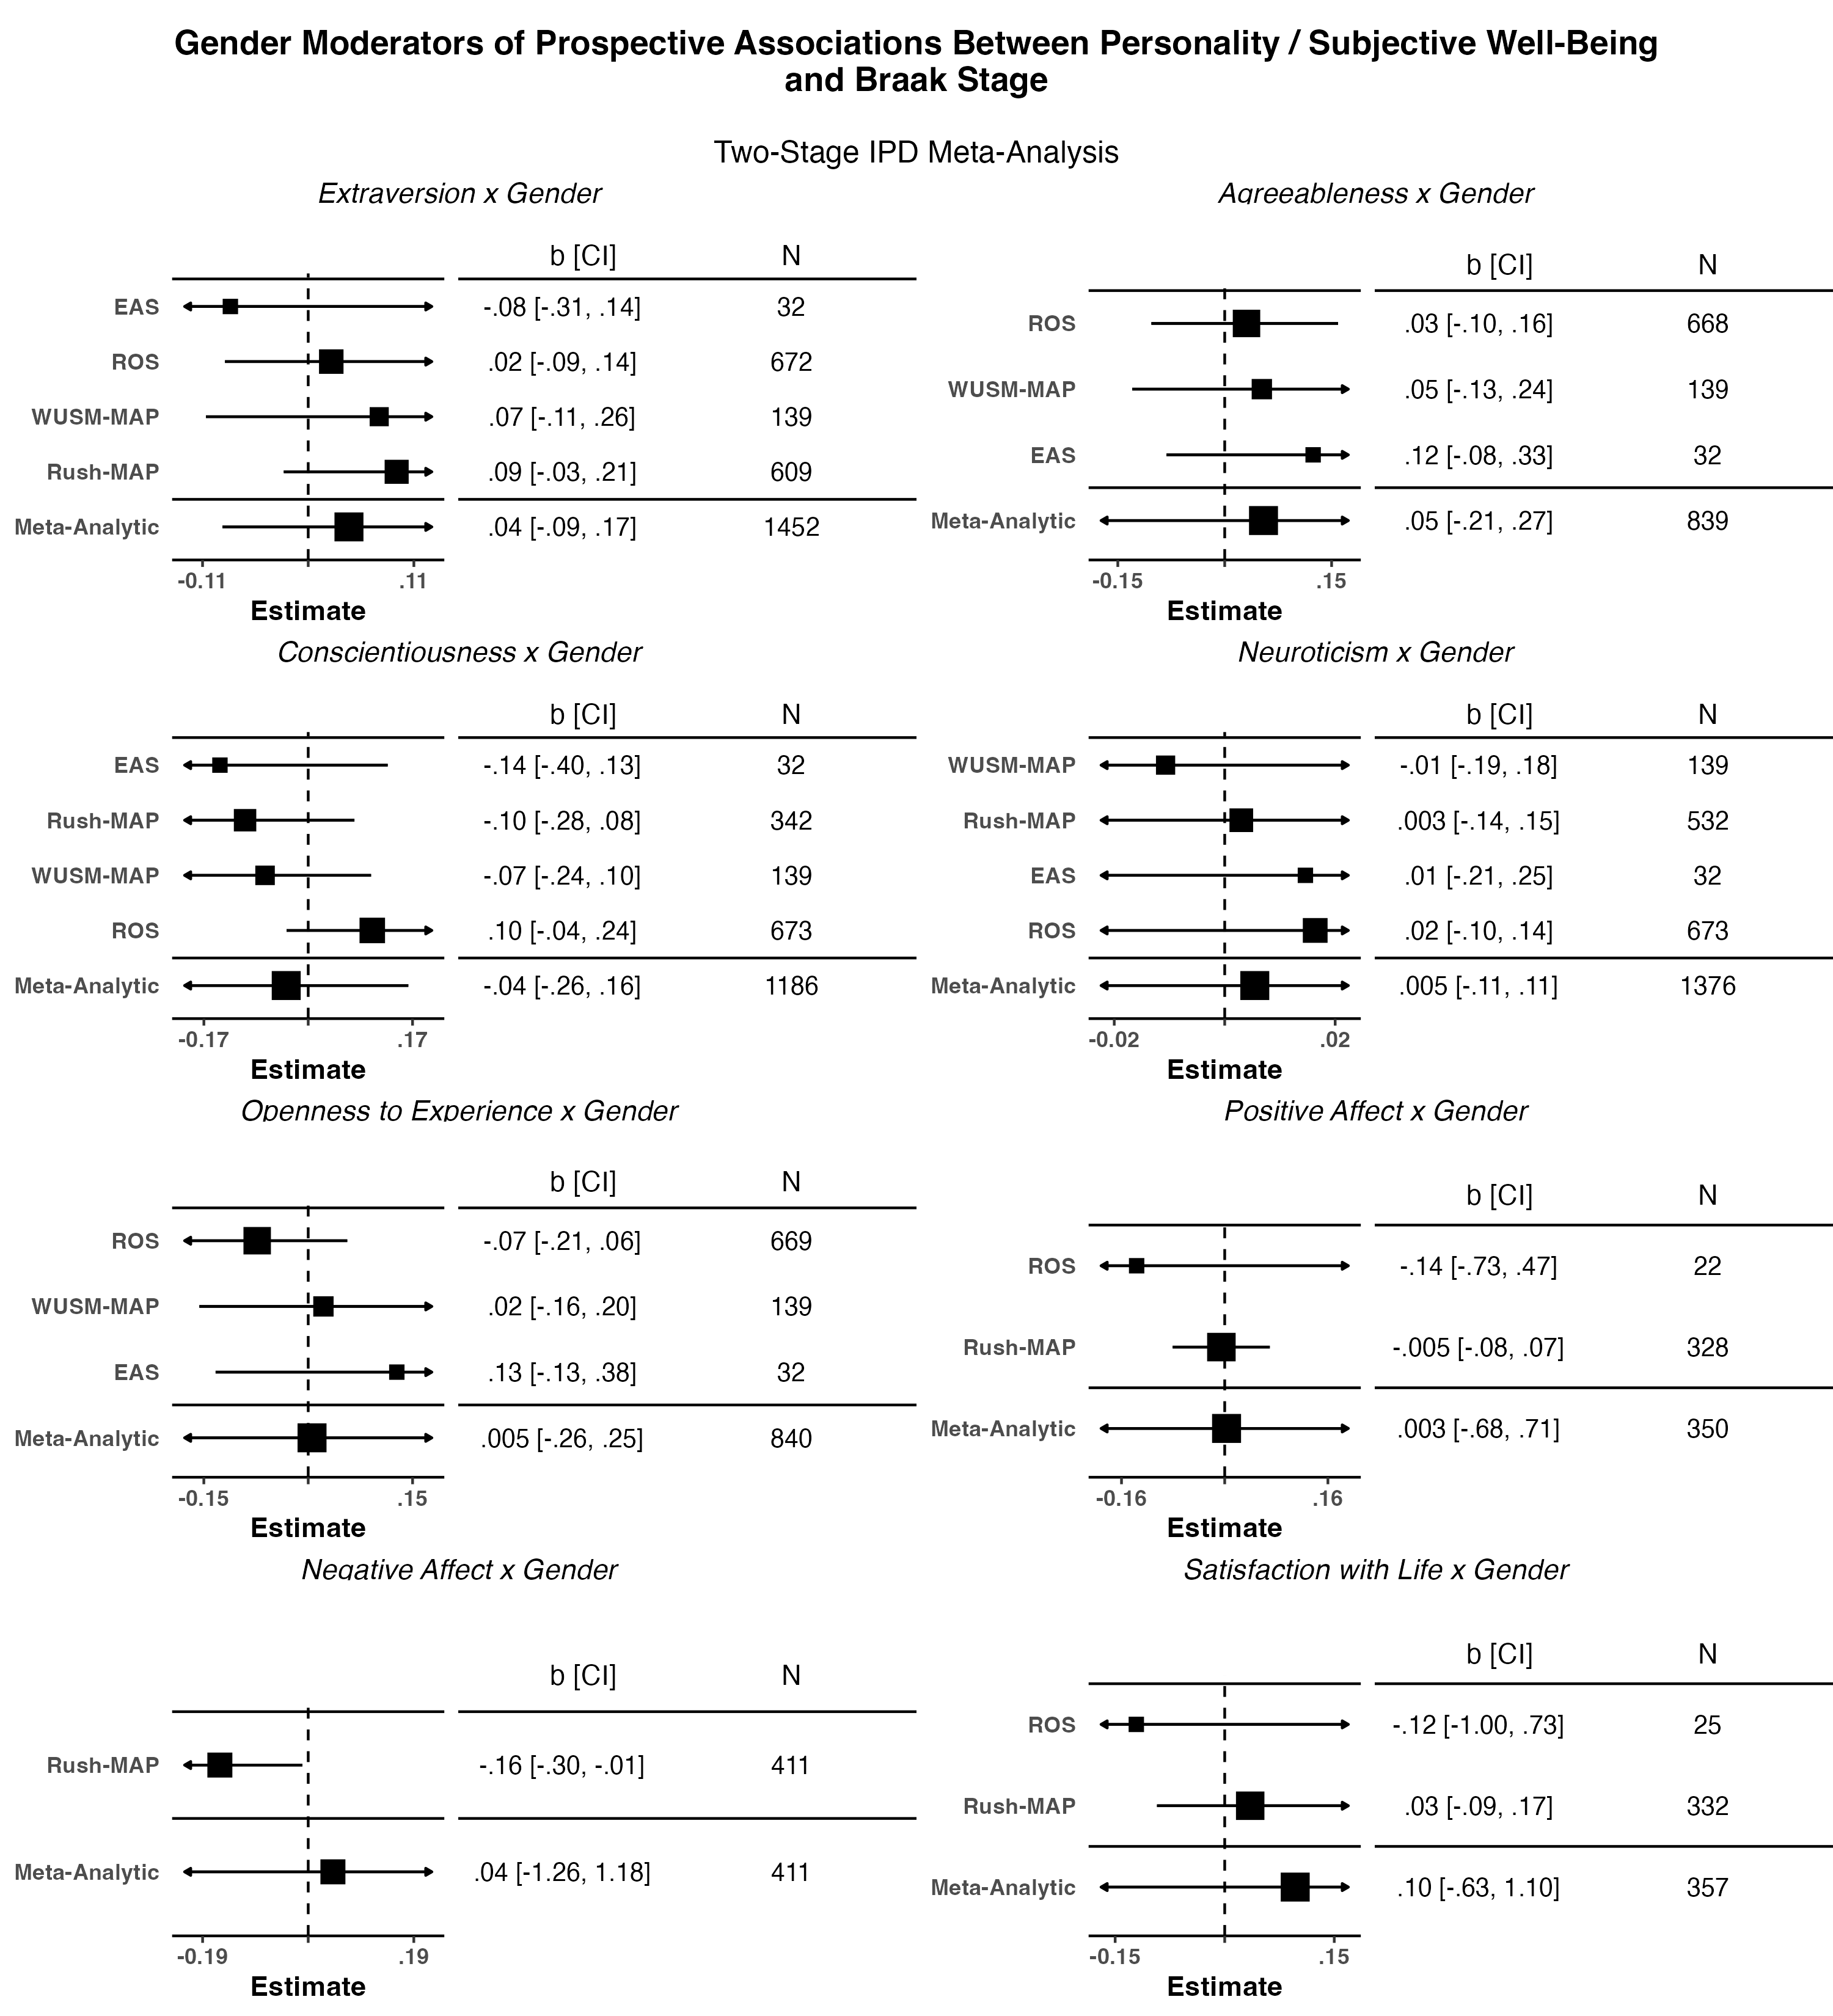 Gender Moderators of Prospective Associations Between Personality / Subjective Well-Being
and Braak Stage
Two-Stage IPD Meta-Analysis
Extraversion x Gender
b [CI] N
EAS -.08 [-.31, .14] 32
ROS .02 [-.09, .14] 672
WUSM-MAP .07 [-.11, .26] 139
Rush-MAP .09 [-.03, .21] 609
Meta-Analytic .04 [-.09, .17] 1452
-0.11 .11
Estimate
Agreeableness x Gender
b [CI] N
ROS .03 [-.10, .16] 668
WUSM-MAP .05 [-.13, .24] 139
EAS .12 [-.08, .33] 32
Meta-Analytic .05 [-.21, .27] 839
-0.15 .15
Estimate
Conscientiousness x Gender
b [CI] N
EAS -.14 [-.40, .13] 32
Rush-MAP -.10 [-.28, .08] 342
WUSM-MAP -.07 [-.24, .10] 139
ROS .10 [-.04, .24] 673
Meta-Analytic -.04 [-.26, .16] 1186
-0.17 .17
Estimate
Neuroticism x Gender
b [CI] N
WUSM-MAP -.01 [-.19, .18] 139
Rush-MAP .003 [-.14, .15] 532
EAS .01 [-.21, .25] 32
ROS .02 [-.10, .14] 673
Meta-Analytic .005 [-.11, .11] 1376
-0.02 .02
Estimate
Openness to Experience x Gender
b [CI] N
ROS -.07 [-.21, .06] 669
WUSM-MAP .02 [-.16, .20] 139
EAS .13 [-.13, .38] 32
Meta-Analytic .005 [-.26, .25] 840
-0.15 .15
Estimate
Positive Affect x Gender
b [CI] N
ROS -.14 [-.73, .47] 22
Rush-MAP -.005 [-.08, .07] 328
Meta-Analytic .003 [-.68, .71] 350
-0.16 .16
Estimate
Negative Affect x Gender
b [CI] N
Rush-MAP -.16 [-.30, -.01] 411
Meta-Analytic .04 [-1.26, 1.18] 411
-0.19 .19
Estimate
Satisfaction with Life x Gender
b [CI] N
ROS -.12 [-1.00, .73] 25
Rush-MAP .03 [-.09, .17] 332
Meta-Analytic .10 [-.63, 1.10] 357
-0.15 .15
Estimate